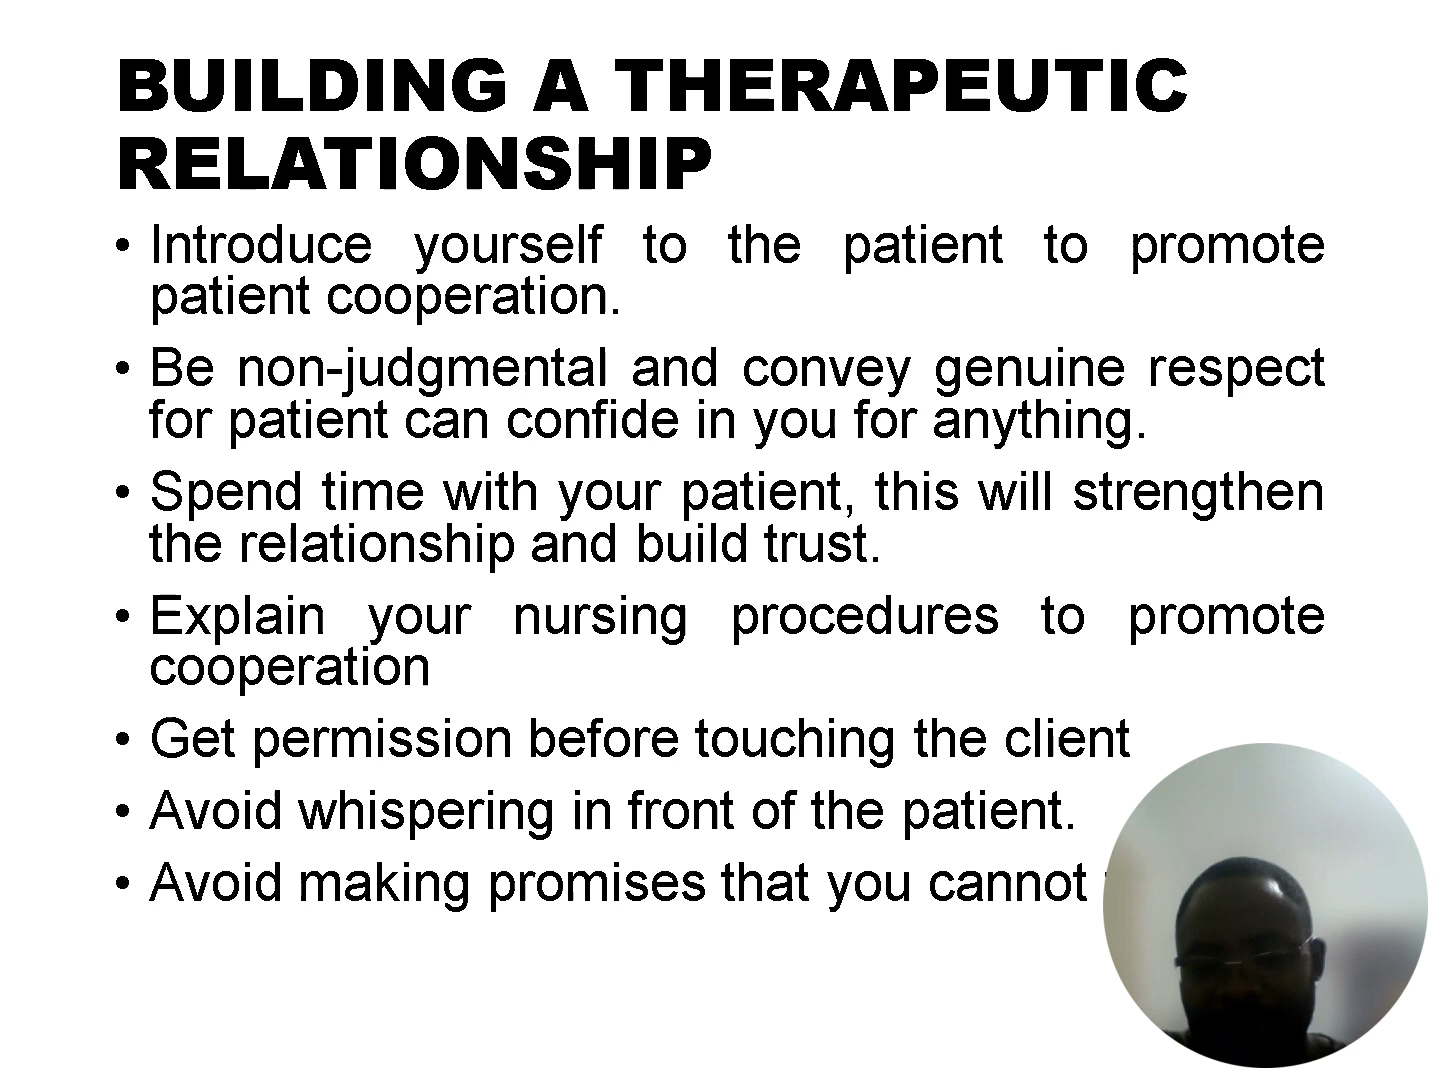 BUILDING A THERAPEUTIC
RELATIONSHIP
• Introduce yourself to the patient to promote
patient cooperation.
• Be non-judgmental and convey genuine respect
for patient can confide in you for anything.
• Spend time with your patient, this will strengthen
the relationship and build trust.
• Explain your nursing procedures to promote
cooperation
• Get permission before touching the client
• Avoid whispering in front of the patient.
• Avoid making promises that you cannot